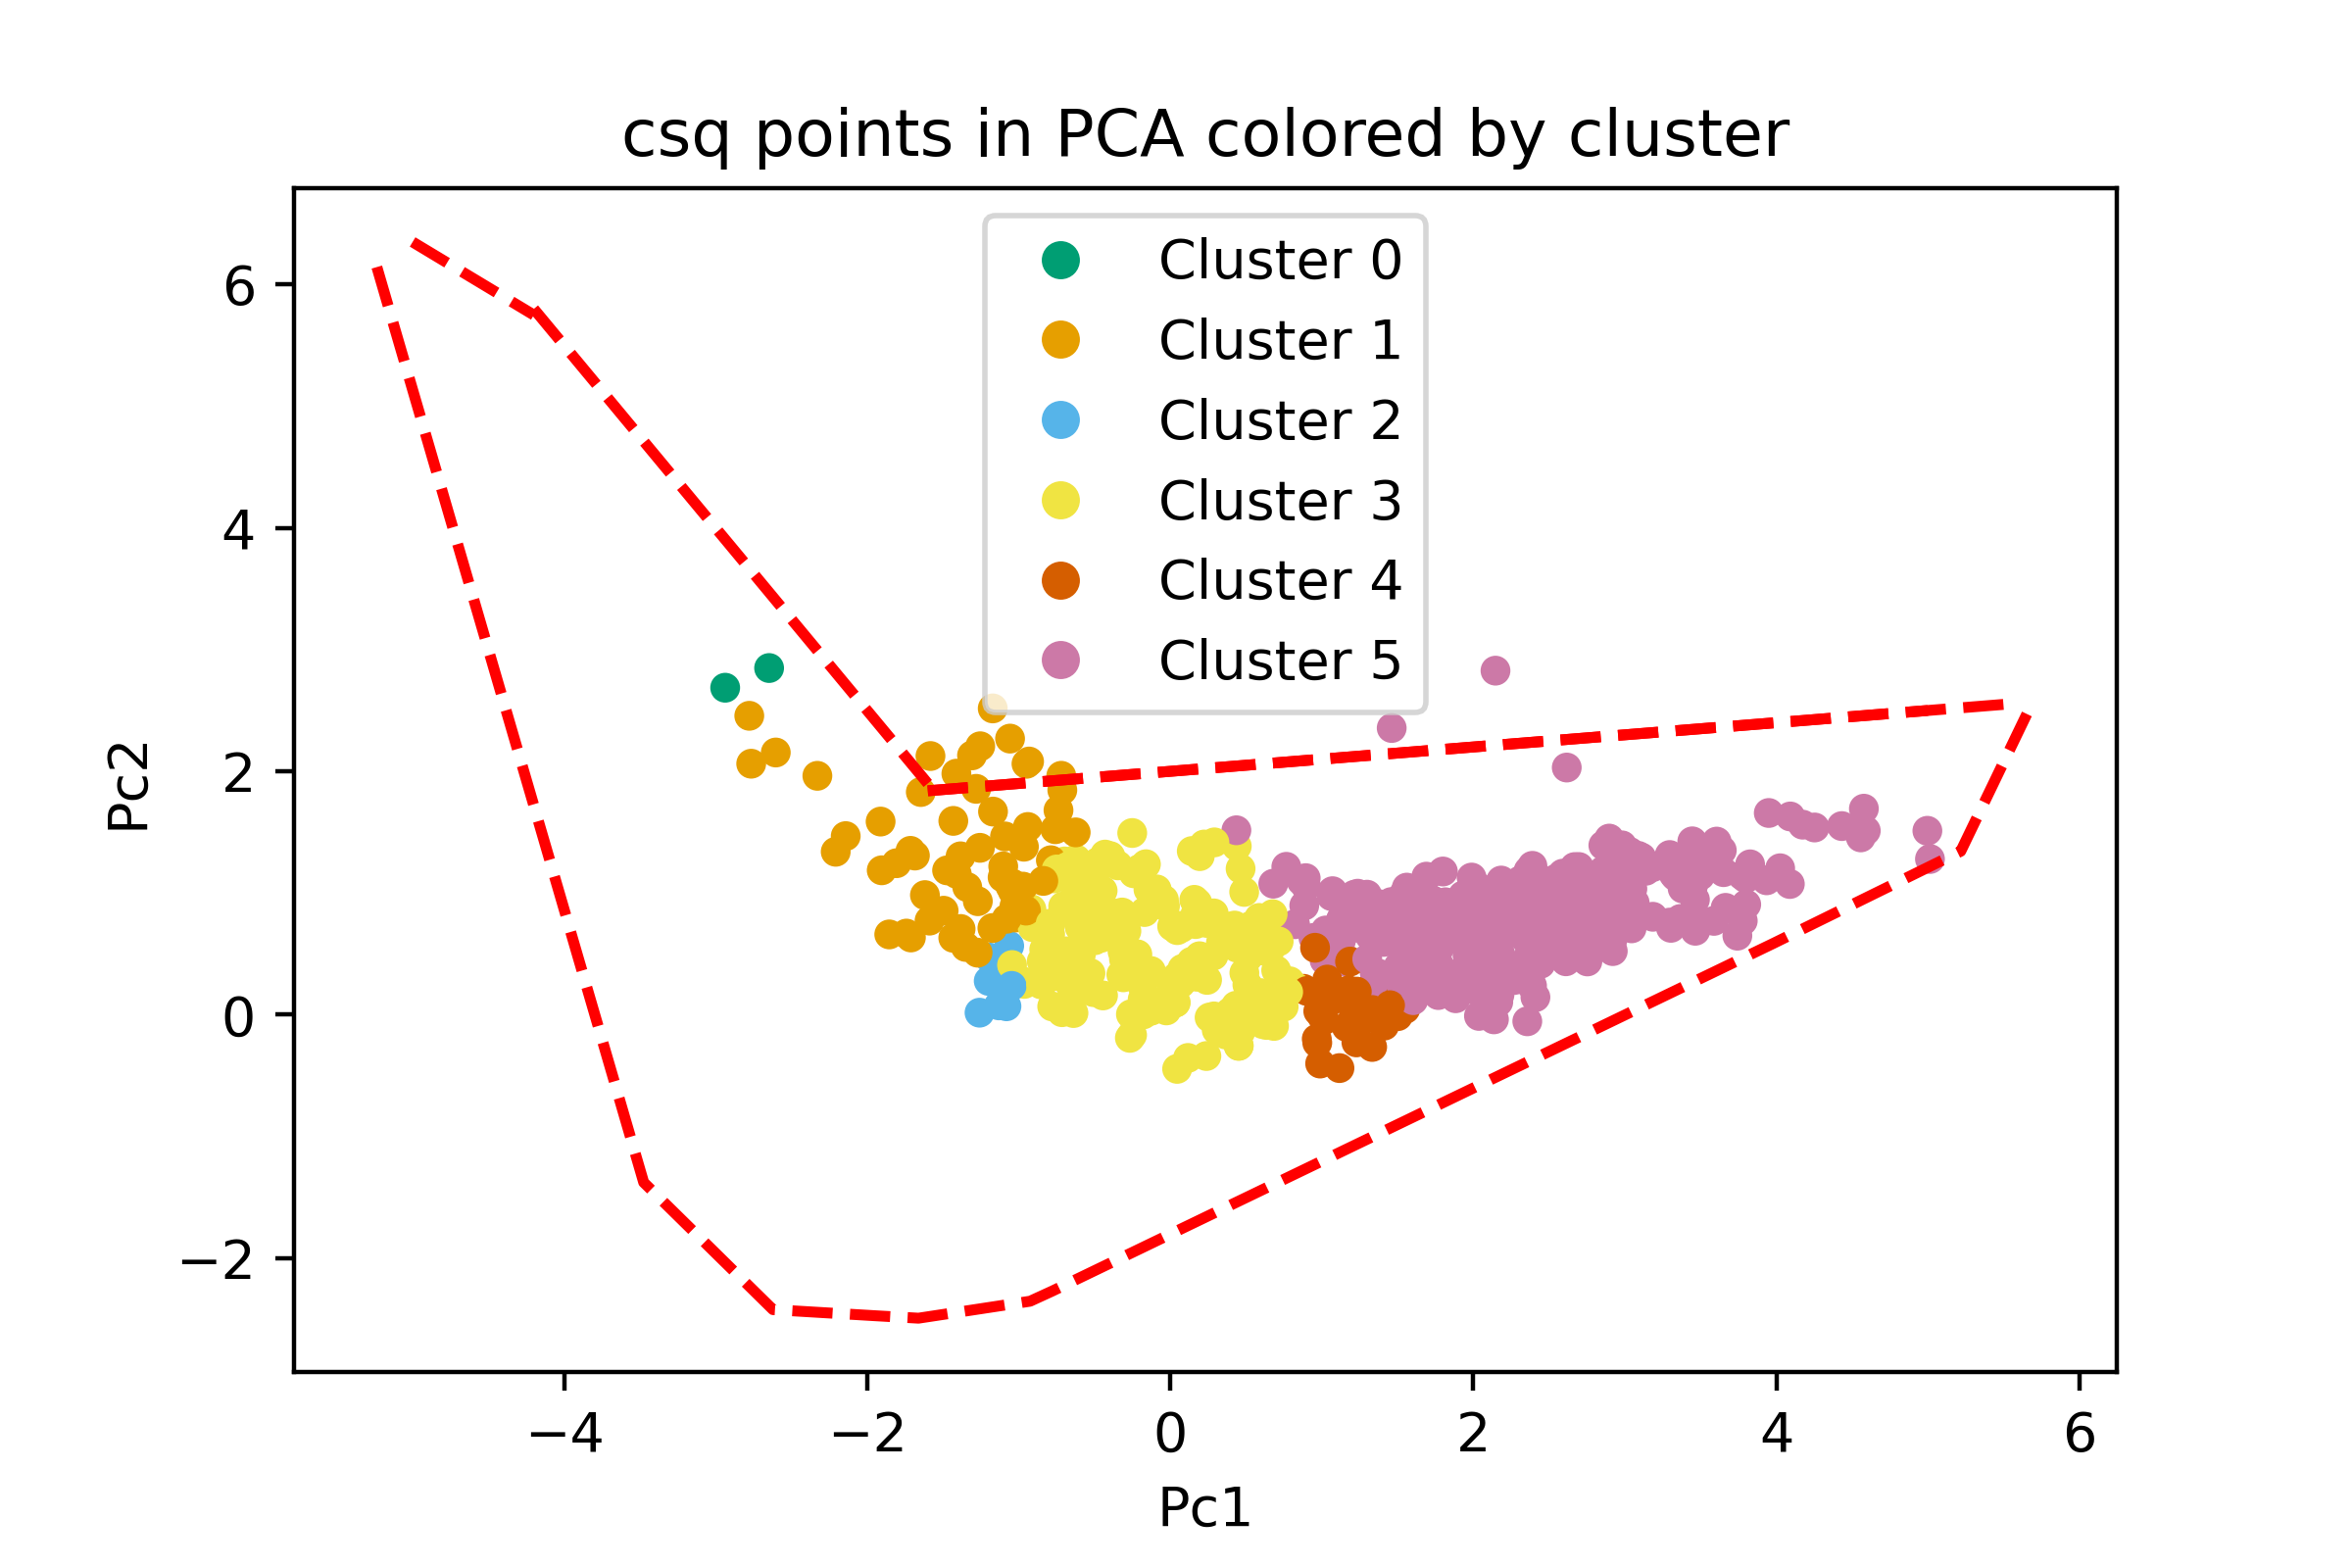 csq points in PCA colored by cluster
Cluster 0
Cluster 1
Cluster 2
Cluster 3
Cluster 4
Cluster 5
6
4
2
0
−2
Pc2
−4
−2
0
2
4
6
Pc1